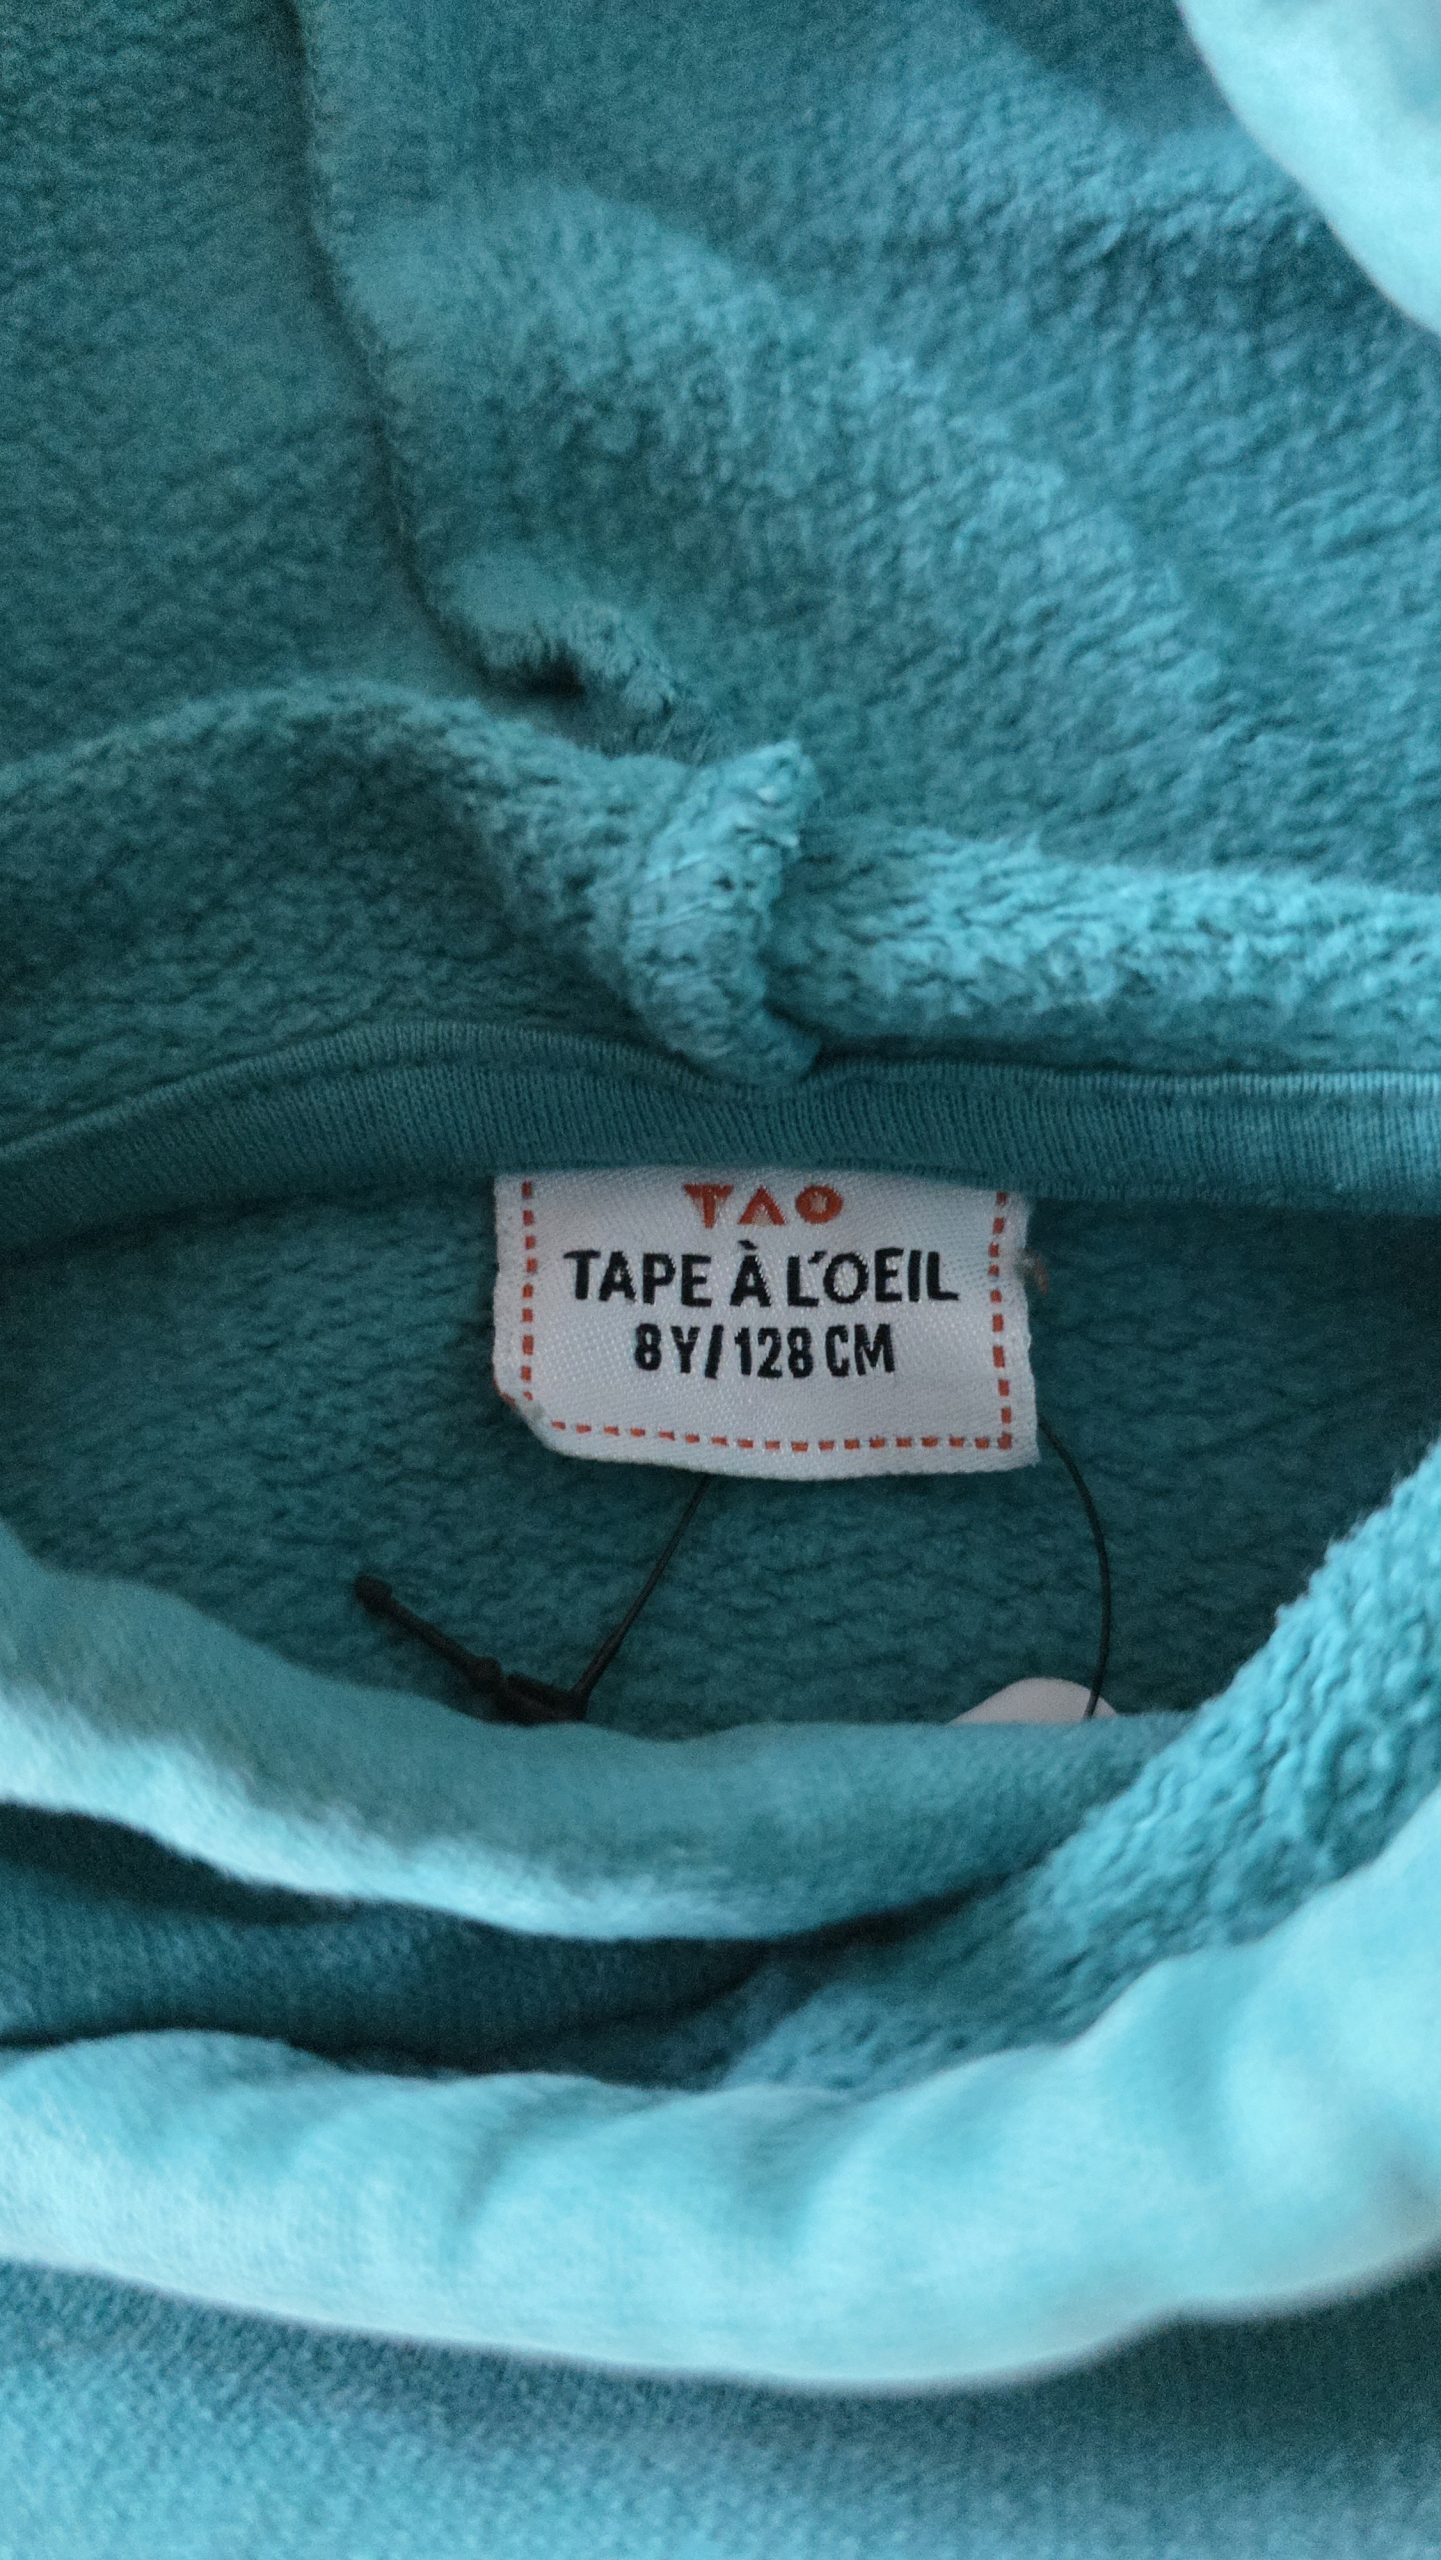 TAO
TAPE À L'OEIL
8Y/128 CM